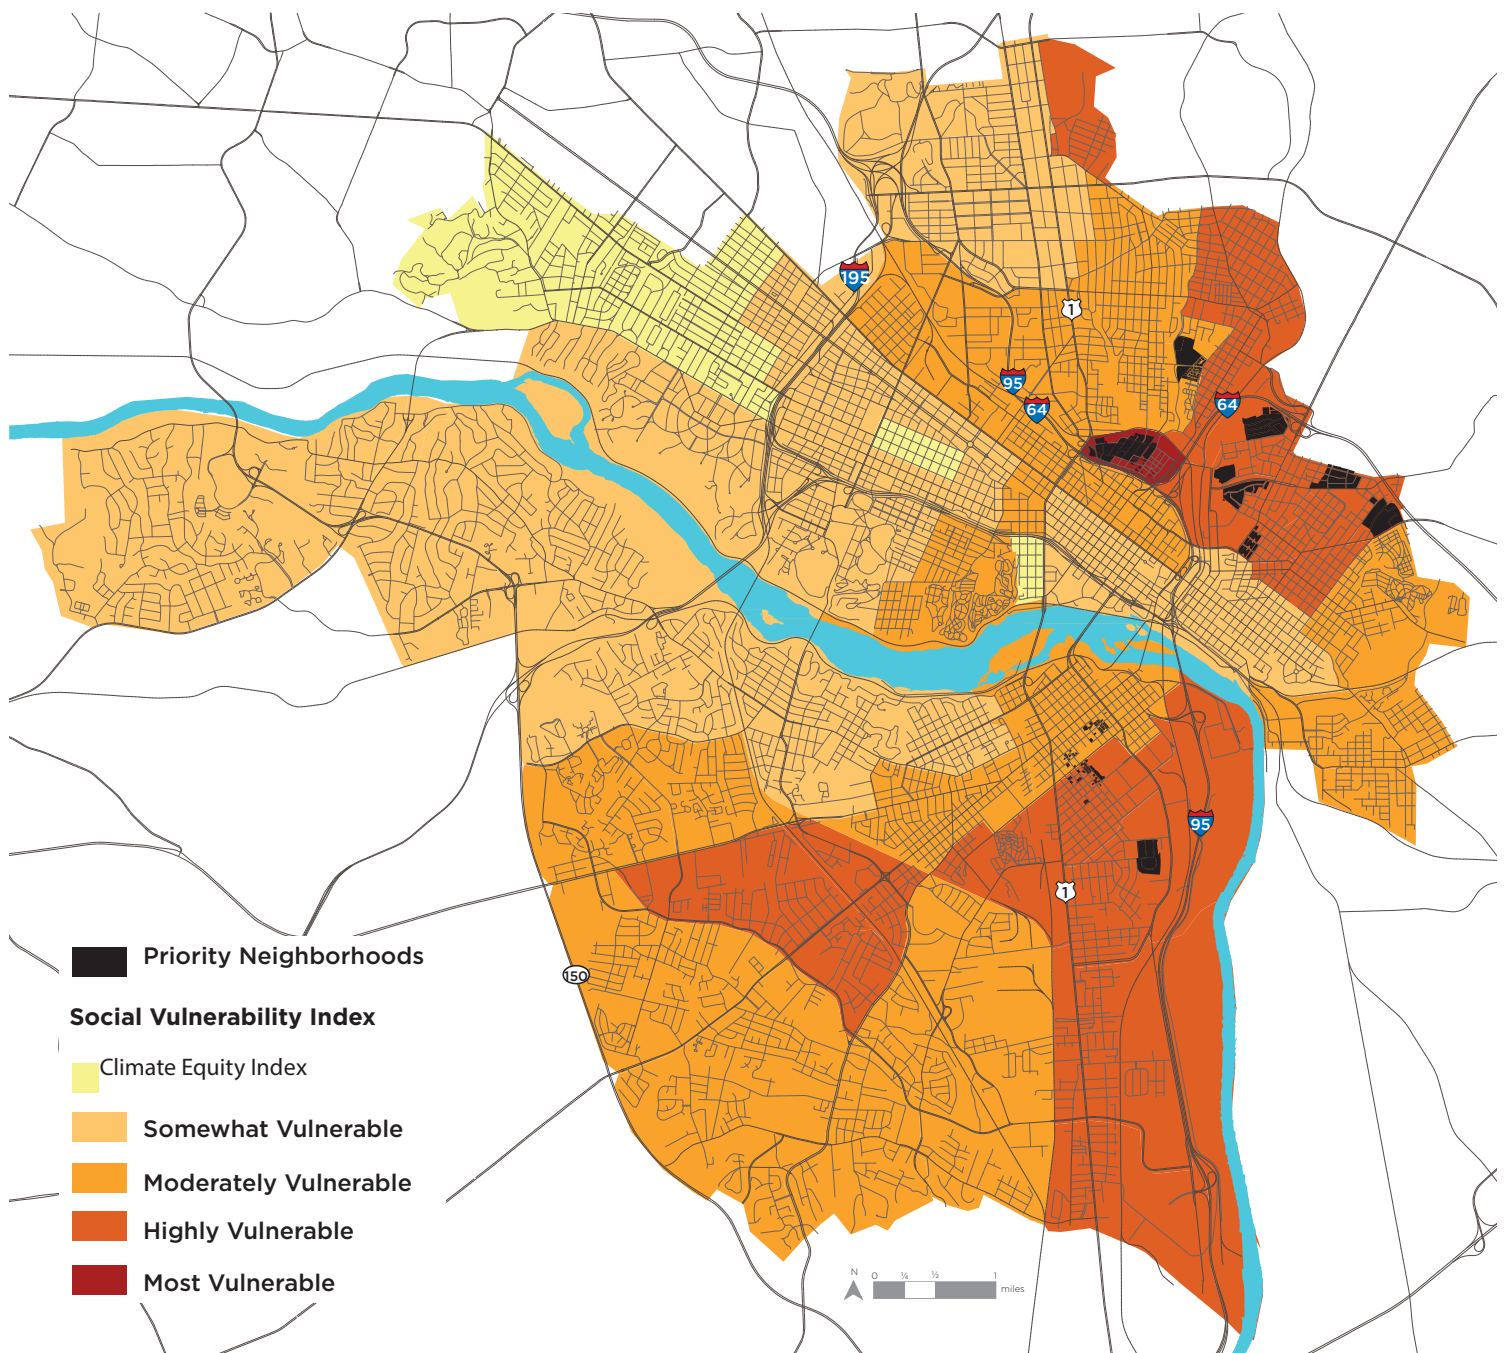 195
1
95
64
64
95
1
150
Priority Neighborhoods
Social Vulnerability Index
Climate Equity Index
Somewhat Vulnerable
Moderately Vulnerable
Highly Vulnerable
Most Vulnerable
N
0 ¼ ½ 1
miles